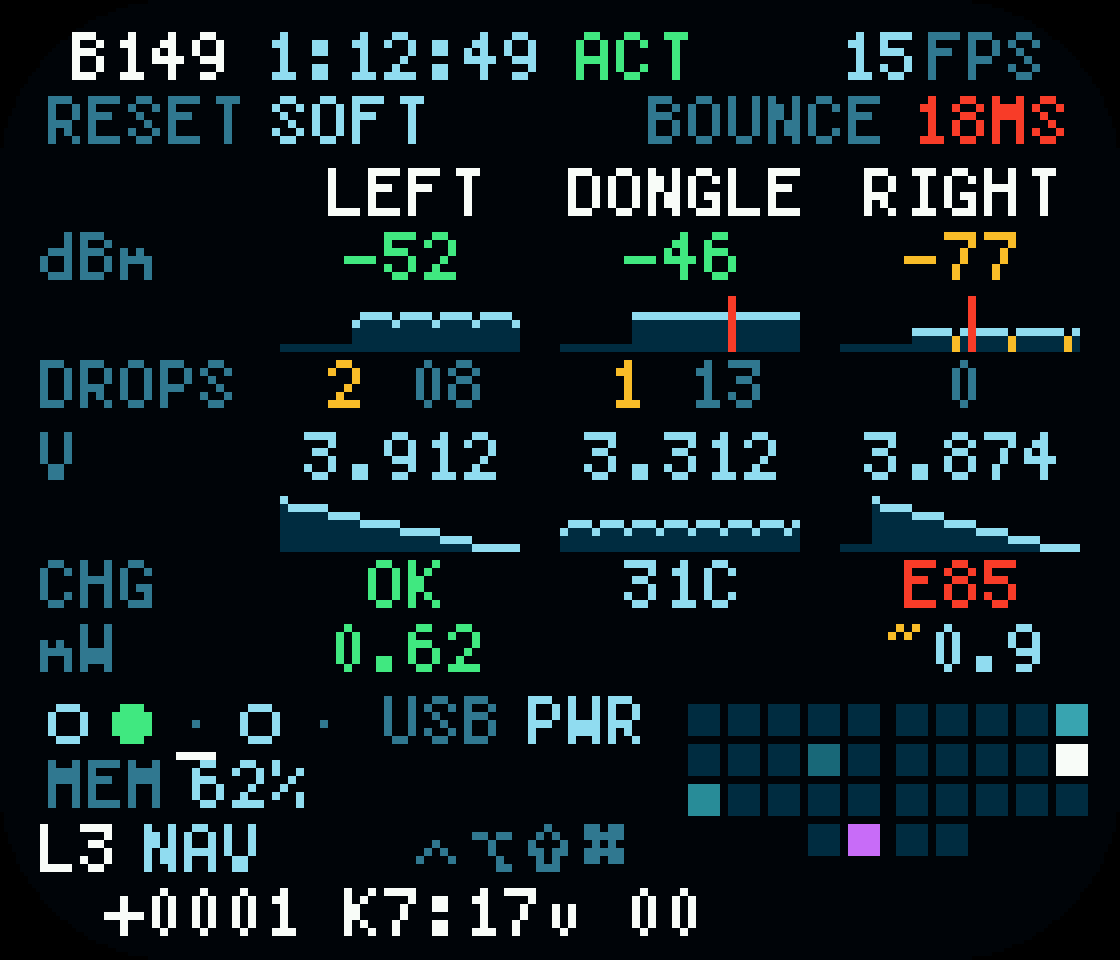 B149 1:12:49 ACT 15 FPS
RESET SOFT BOUNCE 18MS
LEFT DONGLE RIGHT
dBm -52 -46 -77
DROPS 2 08 1 13 0
V 3.912 3.312 3.874
CHG OK 31C E85
mW 0.62 ~0.9
USB PWR
MEM 62%
L3 NAV ⌃⌥⇧⌘
+0001 K7:17v 00